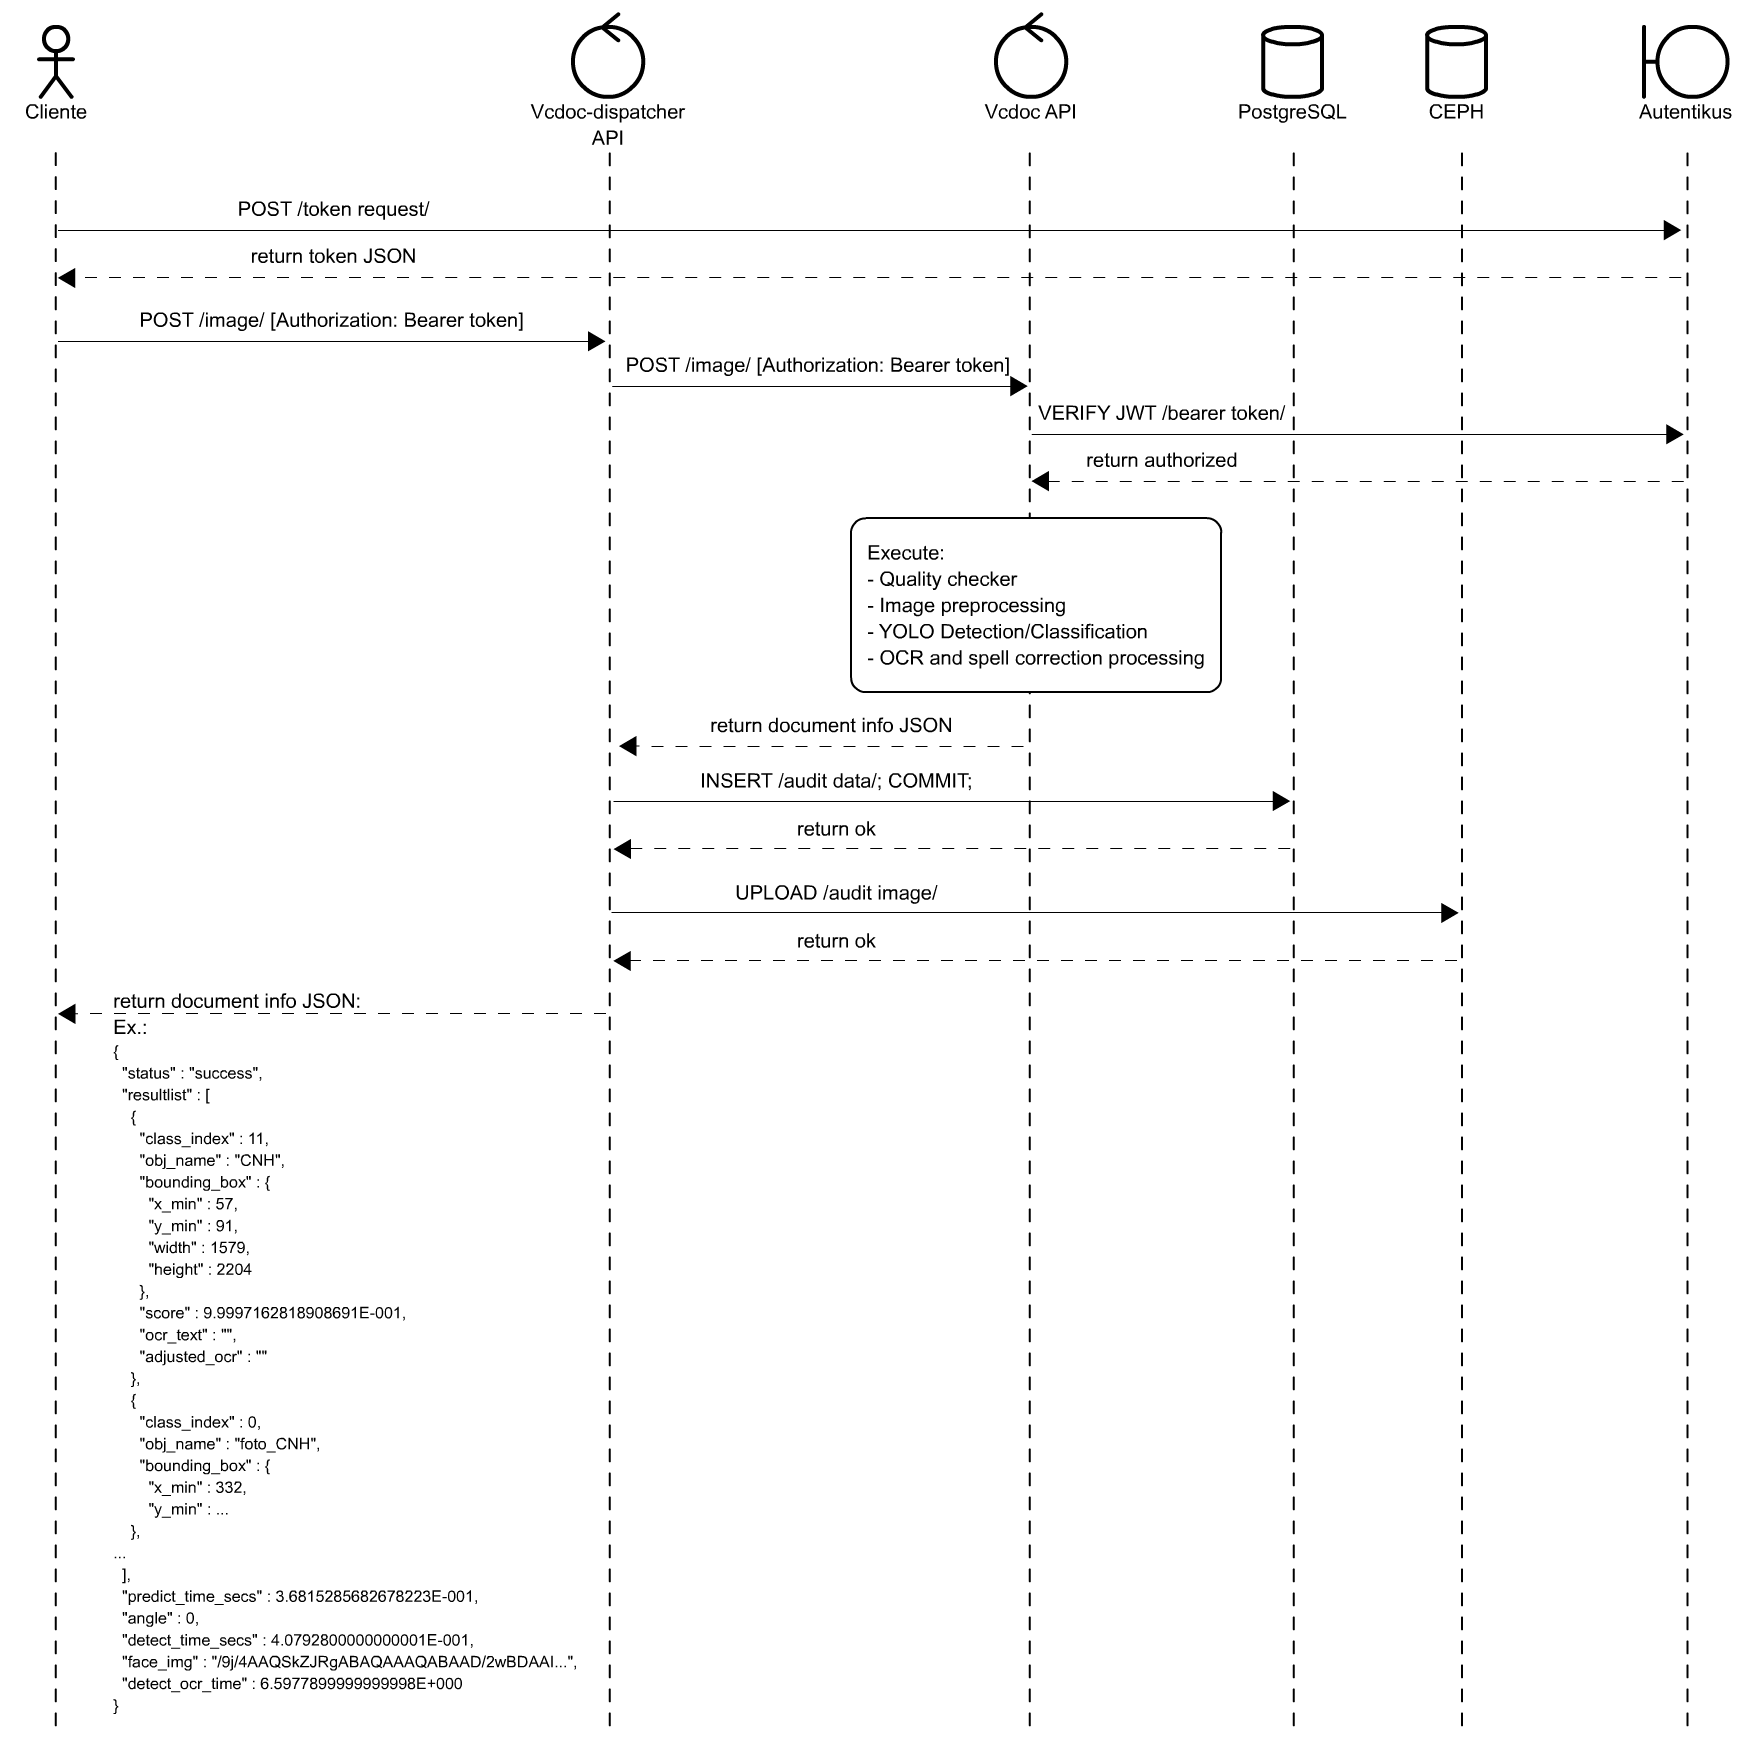 Cliente
Vcdoc-dispatcher
API
Vcdoc API
PostgreSQL
CEPH
Autentikus
POST /token request/
return token JSON
POST /image/ [Authorization: Bearer token]
POST /image/ [Authorization: Bearer token]
VERIFY JWT /bearer token/
return authorized
Execute:
- Quality checker
- Image preprocessing
- YOLO Detection/Classification
- OCR and spell correction processing
return document info JSON
INSERT /audit data/; COMMIT;
return ok
UPLOAD /audit image/
return ok
return document info JSON:
Ex.:
{
"status" : "success",
"resultlist" : [
{
"class_index" : 11,
"obj_name" : "CNH",
"bounding_box" : {
"x_min" : 57,
"y_min" : 91,
"width" : 1579,
"height" : 2204
},
"score" : 9.9997162818908691E-001,
"ocr_text" : "",
"adjusted_ocr" : ""
},
{
"class_index" : 0,
"obj_name" : "foto_CNH",
"bounding_box" : {
"x_min" : 332,
"y_min" : ...
},
...
],
"predict_time_secs" : 3.6815285682678223E-001,
"angle" : 0,
"detect_time_secs" : 4.0792800000000001E-001,
"face_img" : "/9j/4AAQSkZJRgABAQAAAQABAAD/2wBDAAI...",
"detect_ocr_time" : 6.5977899999999998E+000
}